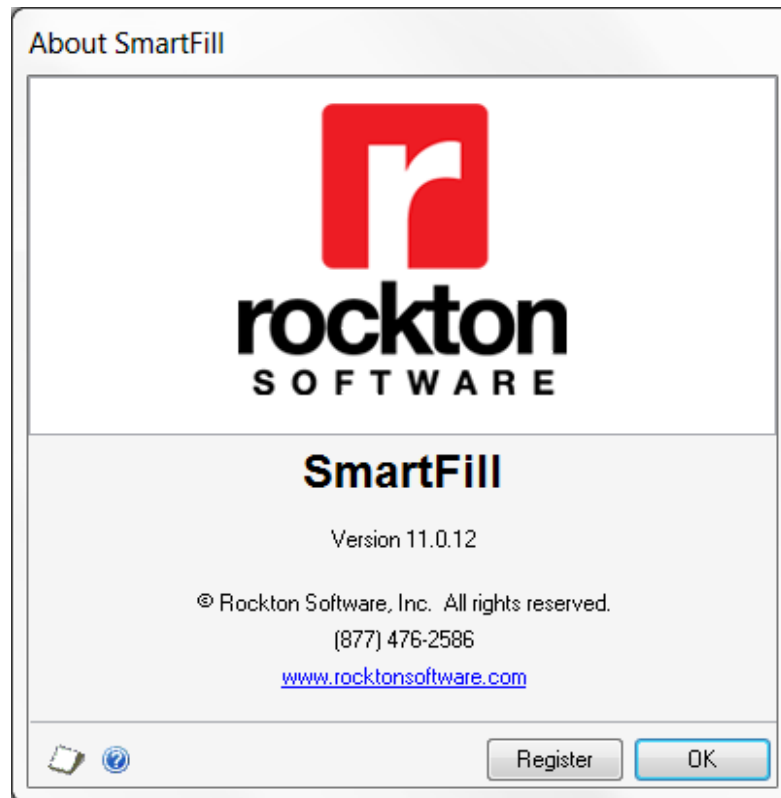 About SmartFill
r
rockton
SOFTWARE
SmartFill
Version 11.0.12
© Rockton Software, Inc. All rights reserved.
(877) 476-2586
www.rocktonsoftware.com
Register OK